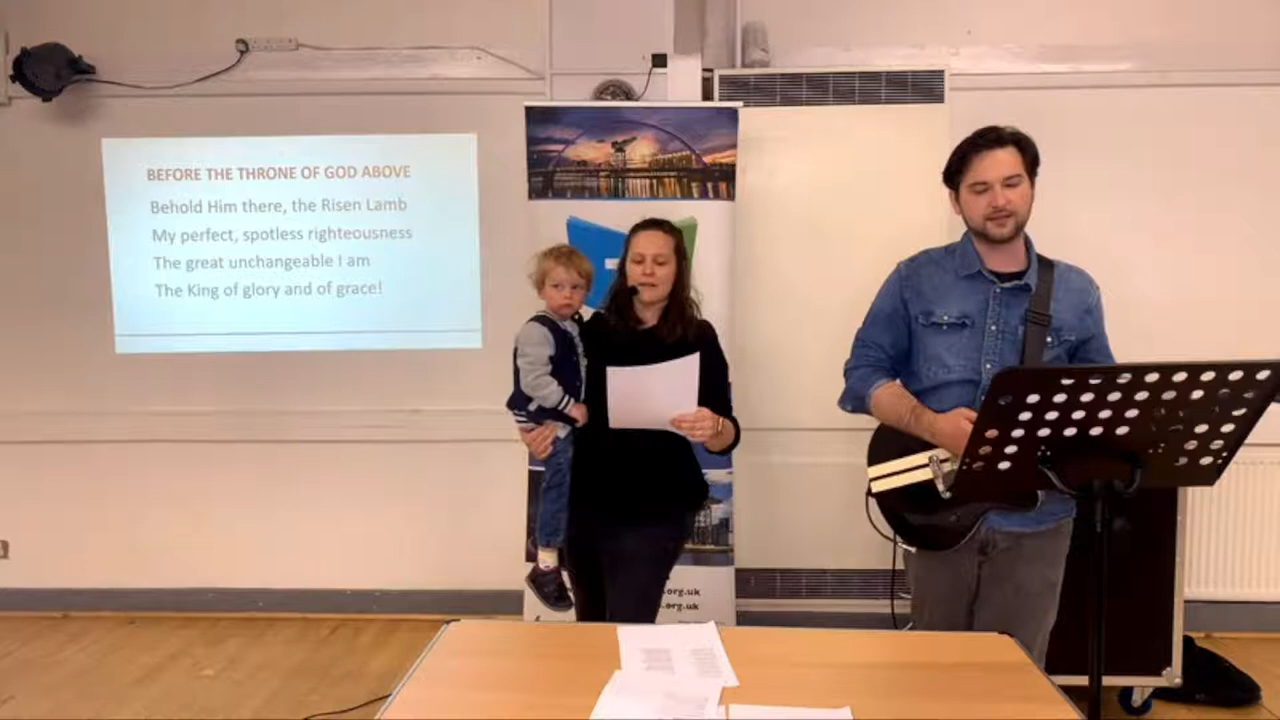 BEFORE THE THRONE OF GOD ABOVE
Behold Him there, the Risen Lamb
My perfect, spotless righteousness
The great unchangeable I am
The King of glory and of grace!
.org.uk
.org.uk